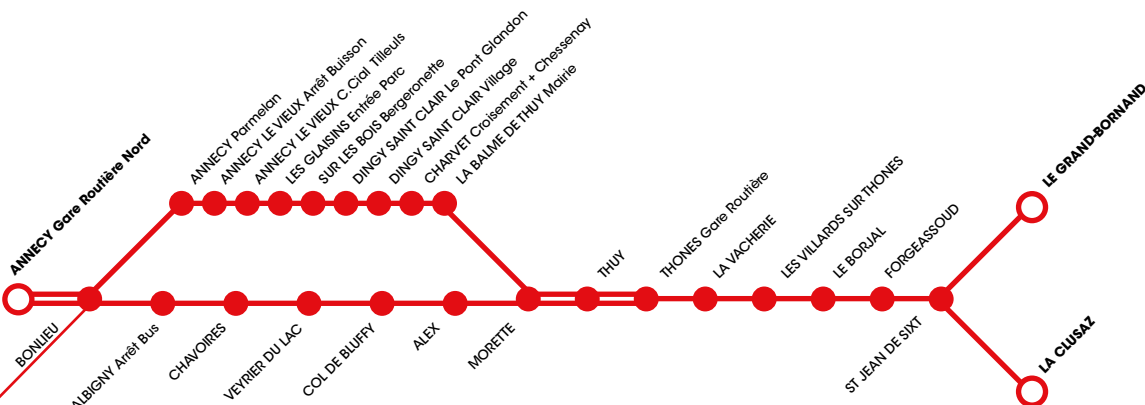 ANNECY Gare Routière Nord
BONLIEU
ANNECY Parmelan
ANNECY LE VIEUX Arrêt Buisson
ANNECY LE VIEUX C.Cial Tilleuls
LES GLAISINS Entrée Parc
SUR LES BOIS Bergeronette
DINGY SAINT CLAIR Le Pont Glandon
DINGY SAINT CLAIR Village
CHARVET Croisement + Chessenay
LA BALME DE THUY Mairie
ALBIGNY Arrêt Bus
CHAVOIRES
VEYRIER DU LAC
COL DE BLUFFY
ALEX
MORETTE
THUY
THONES Gare Routière
LA VACHERIE
LES VILLARDS SUR THONES
LE BORJAL
FORGEASSOUD
ST JEAN DE SIXT
LE GRAND-BORNAND
LA CLUSAZ